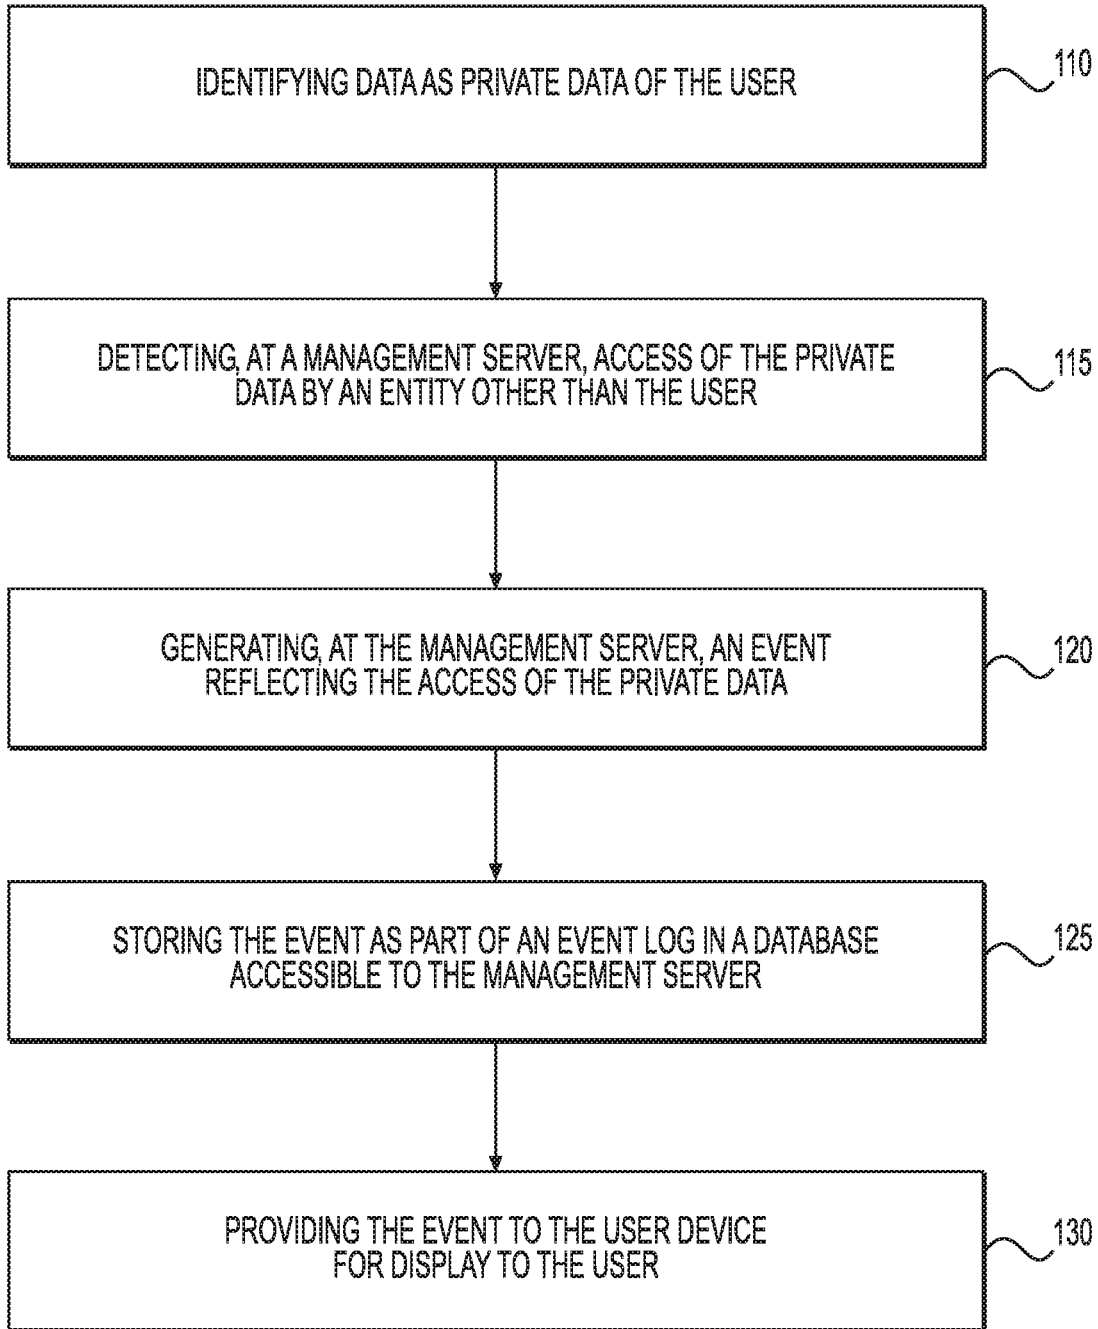 IDENTIFYING DATA AS PRIVATE DATA OF THE USER
110
DETECTING, AT A MANAGEMENT SERVER, ACCESS OF THE PRIVATE
DATA BY AN ENTITY OTHER THAN THE USER
115
GENERATING, AT THE MANAGEMENT SERVER, AN EVENT
REFLECTING THE ACCESS OF THE PRIVATE DATA
120
STORING THE EVENT AS PART OF AN EVENT LOG IN A DATABASE
ACCESSIBLE TO THE MANAGEMENT SERVER
125
PROVIDING THE EVENT TO THE USER DEVICE
FOR DISPLAY TO THE USER
130